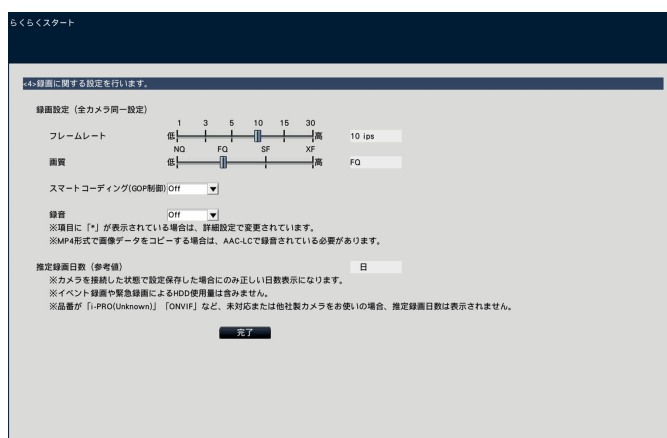 らくらくスタート
<4>録画に関する設定を行います。
録画設定（全カメラ同一設定）
1 3 5 10 15 30
フレームレート 低 高 10 ips
NQ FQ SF XF
画質 低 高 FQ
スマートコーディング(GOP制御) Off
録音 Off
※項目に「*」が表示されている場合は、詳細設定で変更されています。
※MP4形式で画像データをコピーする場合は、AAC-LCで録音されている必要があります。
推定録画日数（参考値） 日
※カメラを接続した状態で設定保存した場合にのみ正しい日数表示になります。
※イベント録画や緊急録画によるHDD使用量は含みません。
※品番が「i-PRO(Unknown)」「ONVIF」など、未対応または他社製カメラをお使いの場合、推定録画日数は表示されません。
完了